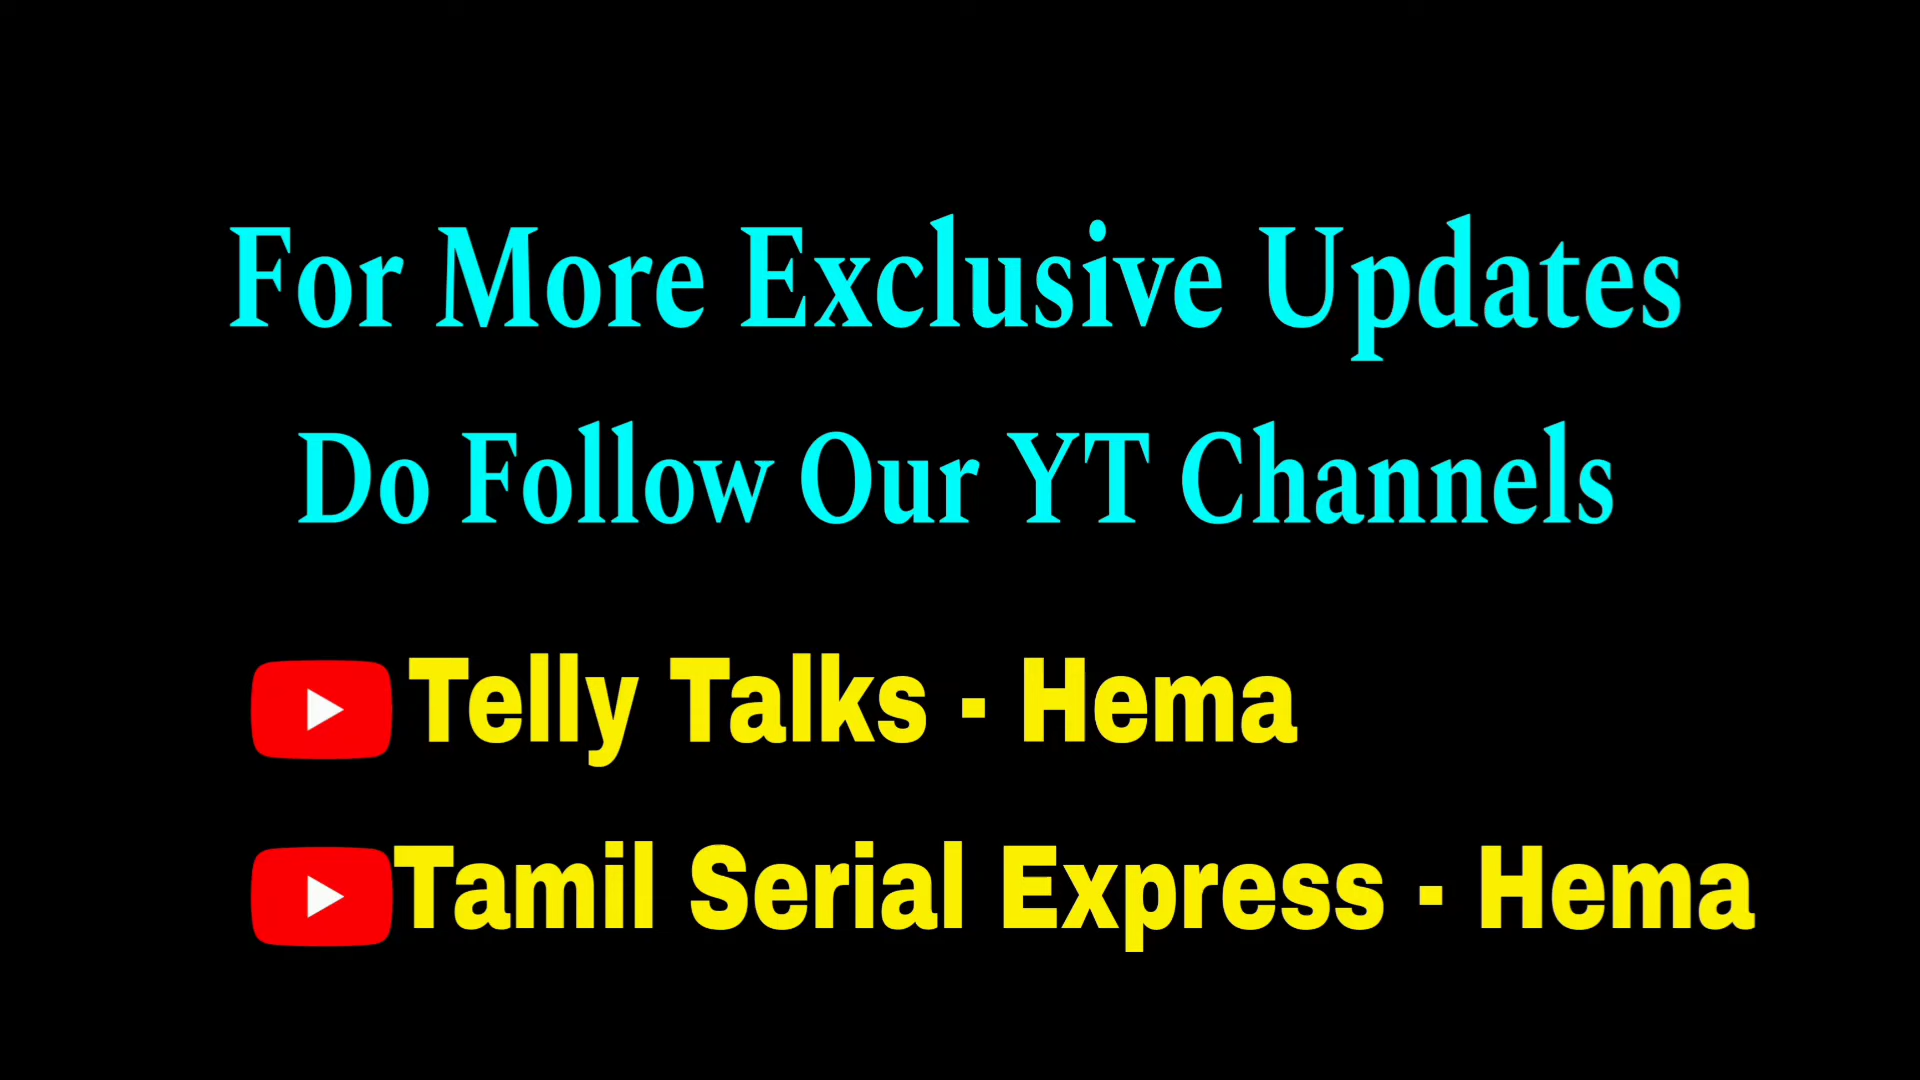 For More Exclusive Updates
Do Follow Our YT Channels
Telly Talks - Hema
Tamil Serial Express - Hema